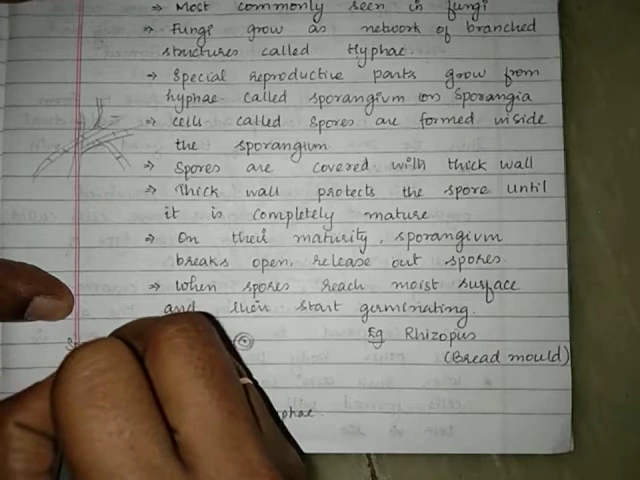 → Most commonly seen in fungi
→ Fungi grow as network of branched
structures called Hyphae.
→ Special reproductive parts grow from
hyphae called sporangium or Sporangia
→ cells called spores are formed inside
the sporangium
→ Spores are covered with thick wall
→ Thick wall protects the spore until
it is completely mature
→ On their maturity, sporangium
breaks open, release out spores.
→ when spores reach moist surface
and then start germinating.
Eg Rhizopus
(Bread mould)